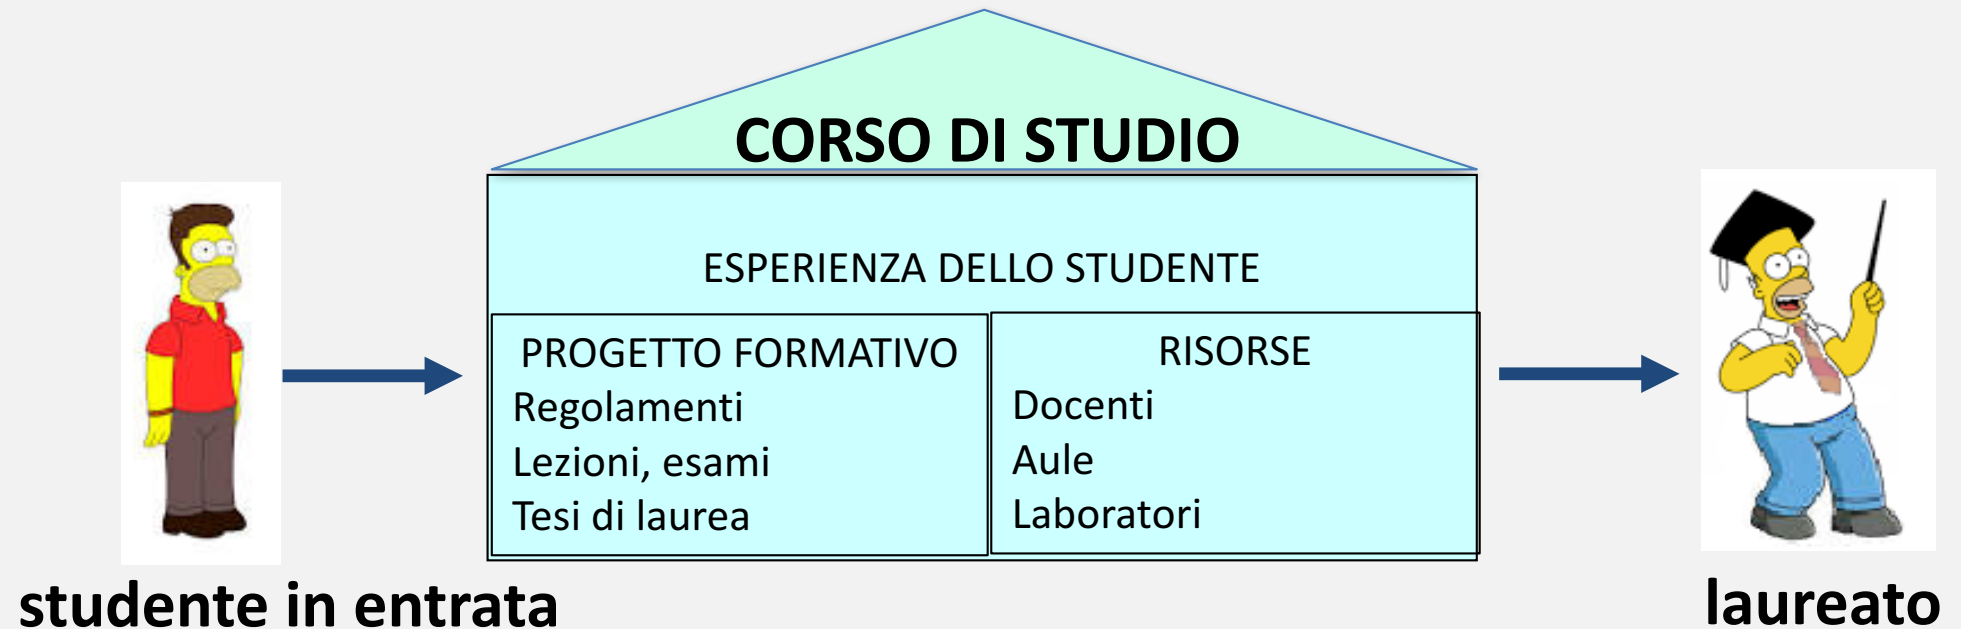 CORSO DI STUDIO
ESPERIENZA DELLO STUDENTE
PROGETTO FORMATIVO
Regolamenti
Lezioni, esami
Tesi di laurea
RISORSE
Docenti
Aule
Laboratori
studente in entrata
laureato